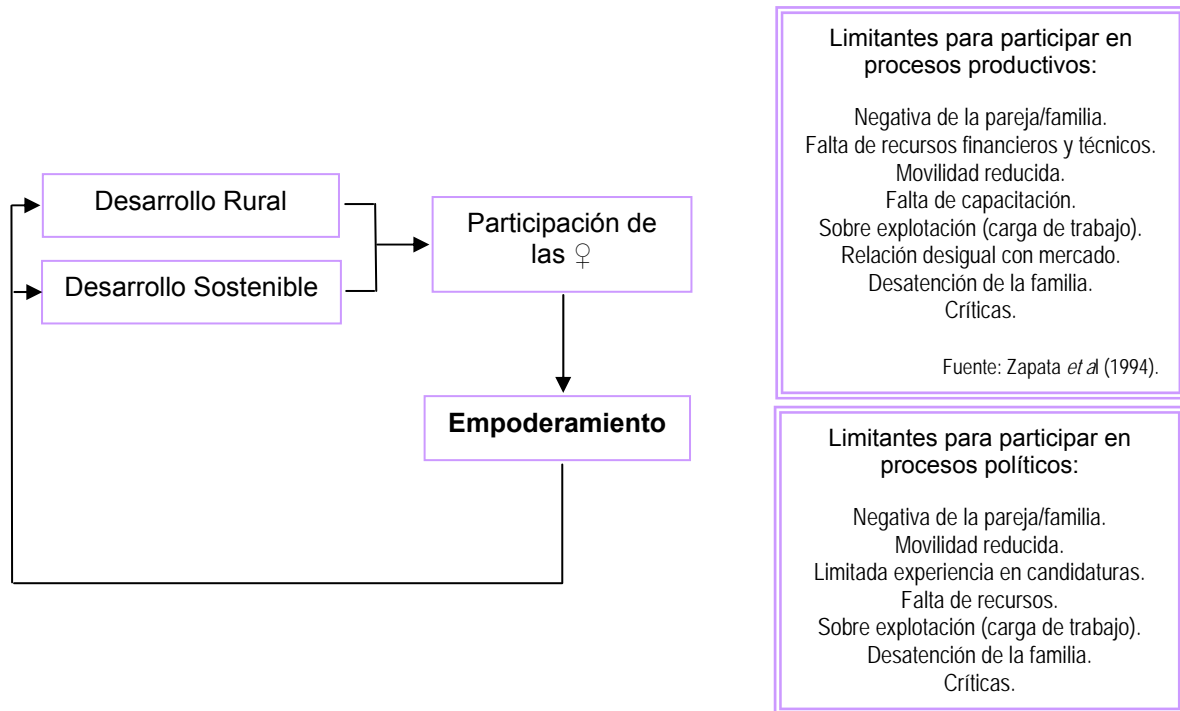 Desarrollo Rural
Desarrollo Sostenible
Participación de
las ♀
Empoderamiento
Limitantes para participar en
procesos productivos:
Negativa de la pareja/familia.
Falta de recursos financieros y técnicos.
Movilidad reducida.
Falta de capacitación.
Sobre explotación (carga de trabajo).
Relación desigual con mercado.
Desatención de la familia.
Críticas.
Fuente: Zapata et al (1994).
Limitantes para participar en
procesos políticos:
Negativa de la pareja/familia.
Movilidad reducida.
Limitada experiencia en candidaturas.
Falta de recursos.
Sobre explotación (carga de trabajo).
Desatención de la familia.
Críticas.